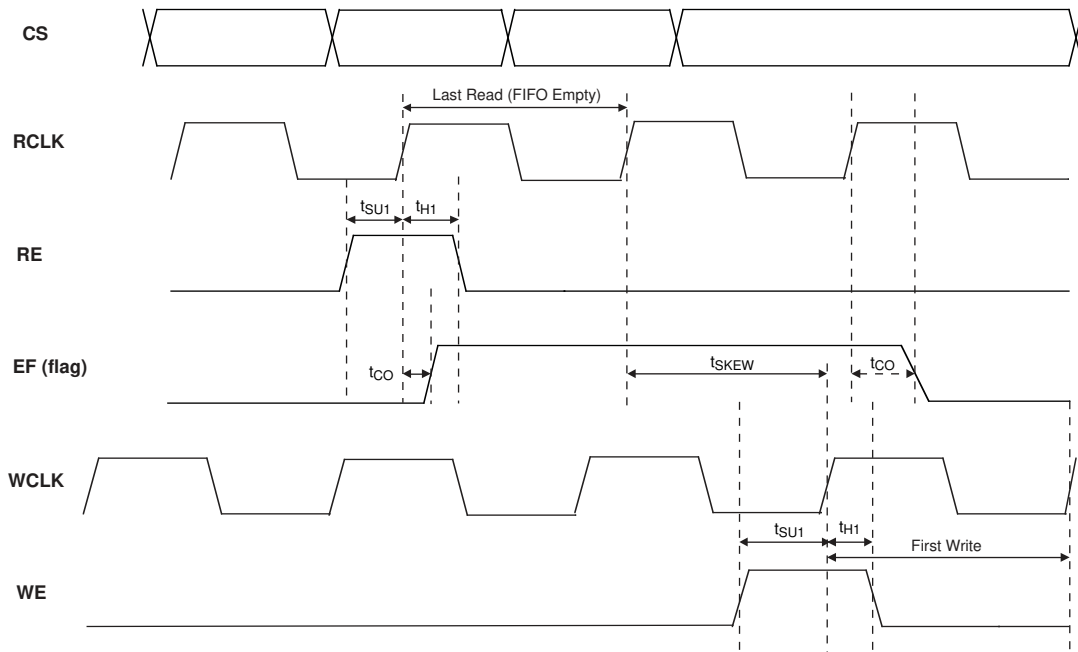 CS
Last Read (FIFO Empty)
RCLK
tSU1 tH1
RE
EF (flag)
tCO tSKEW tCO
WCLK
tSU1 tH1
First Write
WE